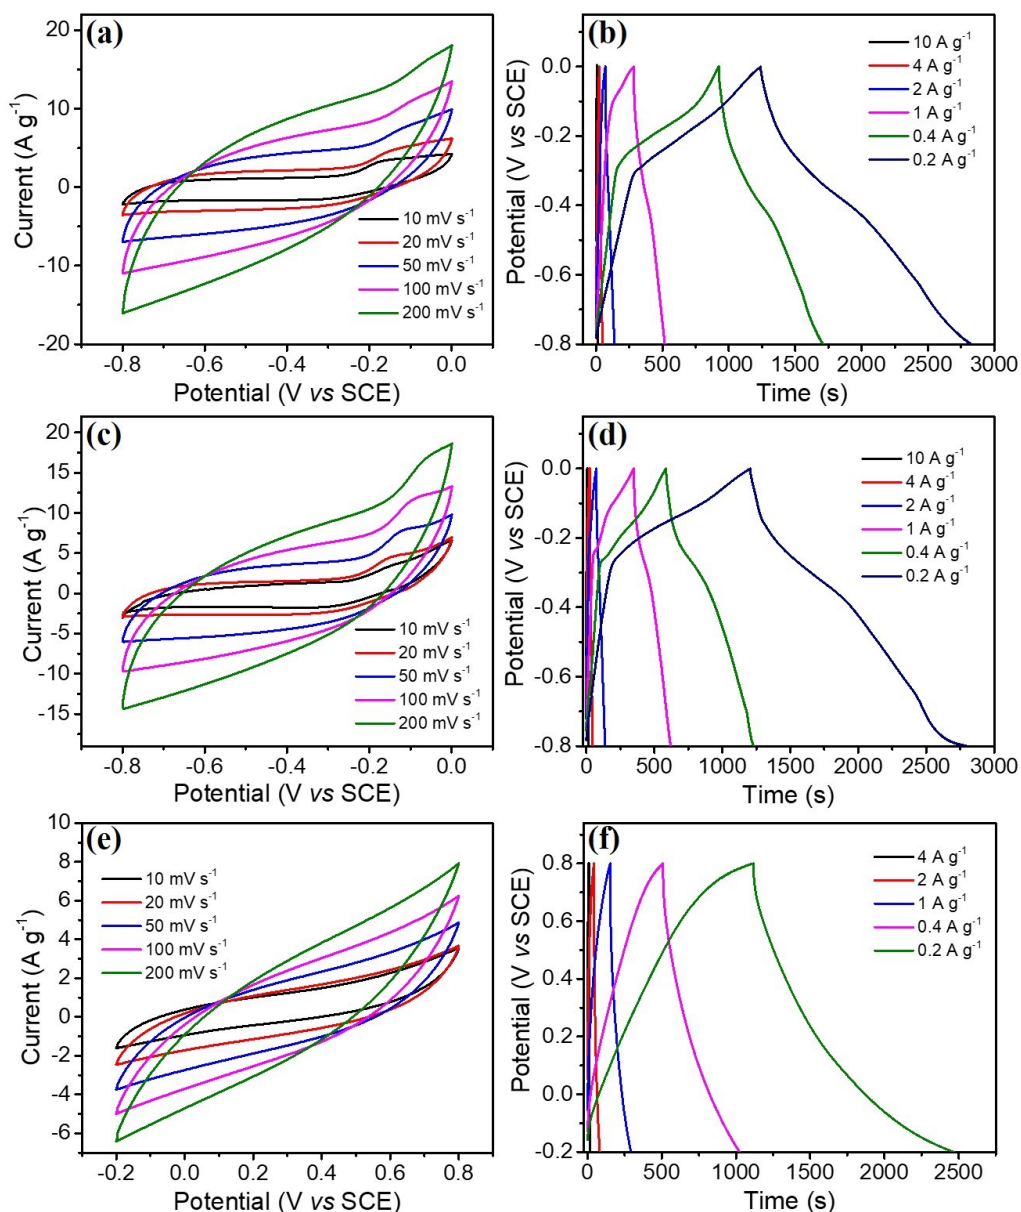 (a)
20
10
0
-10
-20
Current (A g⁻¹)
10 mV s⁻¹
20 mV s⁻¹
50 mV s⁻¹
100 mV s⁻¹
200 mV s⁻¹
-0.8 -0.6 -0.4 -0.2 0.0
Potential (V vs SCE)
(b)
0.0
-0.2
-0.4
-0.6
-0.8
Potential (V vs SCE)
10 A g⁻¹
4 A g⁻¹
2 A g⁻¹
1 A g⁻¹
0.4 A g⁻¹
0.2 A g⁻¹
0 500 1000 1500 2000 2500 3000
Time (s)
(c)
20
15
10
5
0
-5
-10
-15
Current (A g⁻¹)
10 mV s⁻¹
20 mV s⁻¹
50 mV s⁻¹
100 mV s⁻¹
200 mV s⁻¹
-0.8 -0.6 -0.4 -0.2 0.0
Potential (V vs SCE)
(d)
0.0
-0.2
-0.4
-0.6
-0.8
Potential (V vs SCE)
10 A g⁻¹
4 A g⁻¹
2 A g⁻¹
1 A g⁻¹
0.4 A g⁻¹
0.2 A g⁻¹
0 500 1000 1500 2000 2500 3000
Time (s)
(e)
10
8
6
4
2
0
-2
-4
-6
Current (A g⁻¹)
10 mV s⁻¹
20 mV s⁻¹
50 mV s⁻¹
100 mV s⁻¹
200 mV s⁻¹
-0.2 0.0 0.2 0.4 0.6 0.8
Potential (V vs SCE)
(f)
0.8
0.6
0.4
0.2
0.0
-0.2
Potential (V vs SCE)
4 A g⁻¹
2 A g⁻¹
1 A g⁻¹
0.4 A g⁻¹
0.2 A g⁻¹
0 500 1000 1500 2000 2500
Time (s)